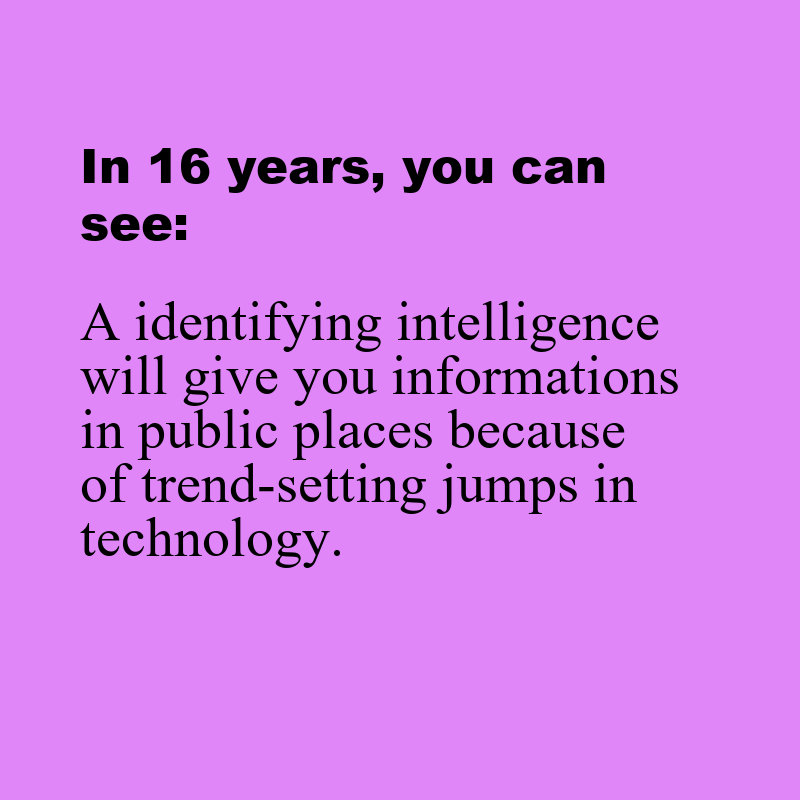 In 16 years, you can
see:
A identifying intelligence
will give you informations
in public places because
of trend-setting jumps in
technology.